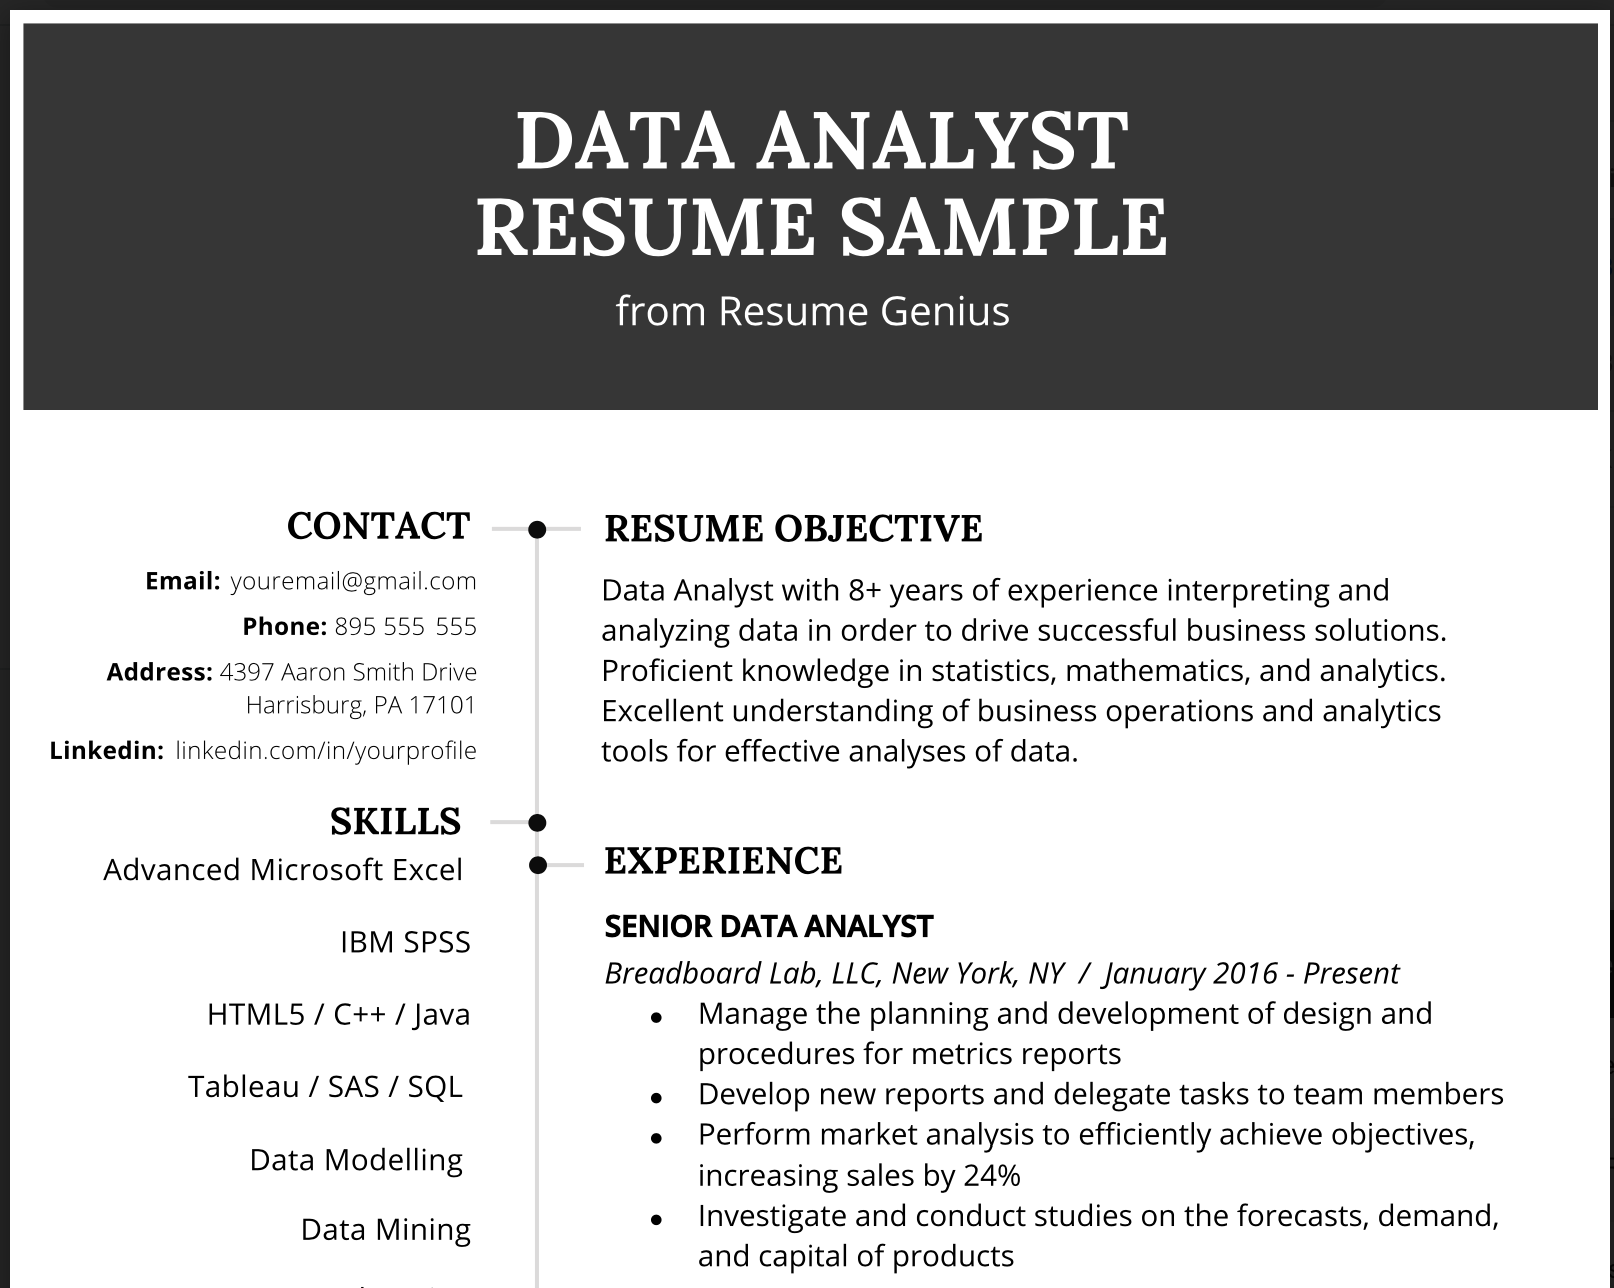 DATA ANALYST
RESUME SAMPLE
from Resume Genius
CONTACT
Email: youremail@gmail.com
Phone: 895 555 555
Address: 4397 Aaron Smith Drive
Harrisburg, PA 17101
Linkedin: linkedin.com/in/yourprofile
SKILLS
Advanced Microsoft Excel
IBM SPSS
HTML5 / C++ / Java
Tableau / SAS / SQL
Data Modelling
Data Mining
RESUME OBJECTIVE
Data Analyst with 8+ years of experience interpreting and
analyzing data in order to drive successful business solutions.
Proficient knowledge in statistics, mathematics, and analytics.
Excellent understanding of business operations and analytics
tools for effective analyses of data.
EXPERIENCE
SENIOR DATA ANALYST
Breadboard Lab, LLC, New York, NY / January 2016 - Present
• Manage the planning and development of design and
procedures for metrics reports
• Develop new reports and delegate tasks to team members
• Perform market analysis to efficiently achieve objectives,
increasing sales by 24%
• Investigate and conduct studies on the forecasts, demand,
and capital of products